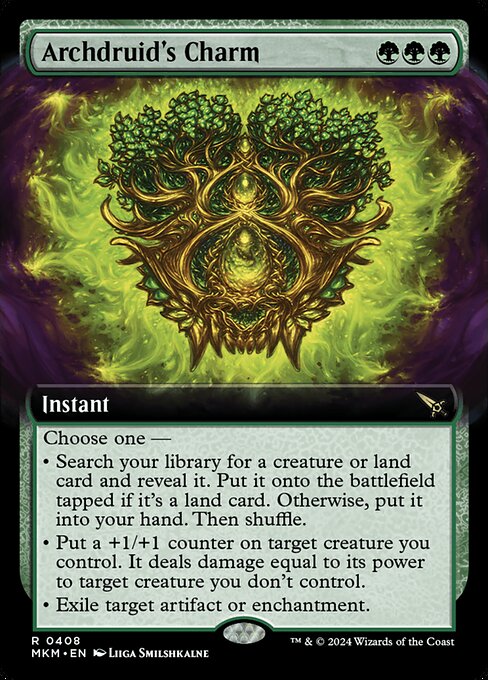 Archdruid's Charm
Instant
Choose one —
• Search your library for a creature or land
card and reveal it. Put it onto the battlefield
tapped if it's a land card. Otherwise, put it
into your hand. Then shuffle.
• Put a +1/+1 counter on target creature you
control. It deals damage equal to its power
to target creature you don't control.
• Exile target artifact or enchantment.
R 0408
MKM • EN Liiga Smilshkalne
™ & © 2024 Wizards of the Coast